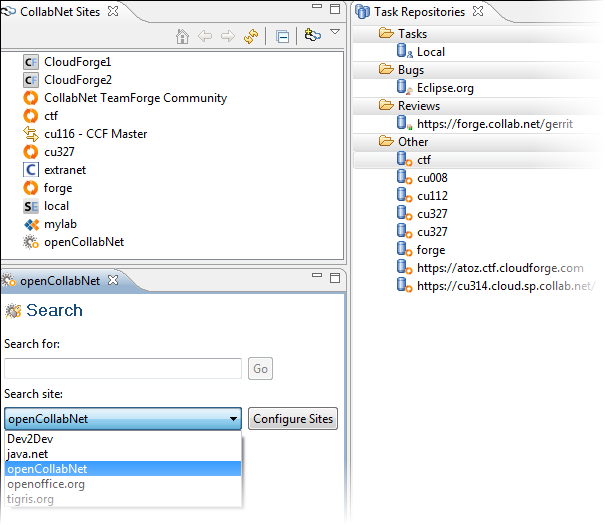 CollabNet Sites
CF CloudForge1
CF CloudForge2
CollabNet TeamForge Community
ctf
cu116 - CCF Master
cu327
C extranet
forge
SE local
mylab
openCollabNet
openCollabNet
Search
Search for:
Go
Search site:
openCollabNet
Configure Sites
Dev2Dev
java.net
openCollabNet
openoffice.org
tigris.org
Task Repositories
Tasks
Local
Bugs
Eclipse.org
Reviews
https://forge.collab.net/gerrit
Other
ctf
cu008
cu112
cu327
cu327
forge
https://atoz.ctf.cloudforge.com
https://cu314.cloud.sp.collab.net/